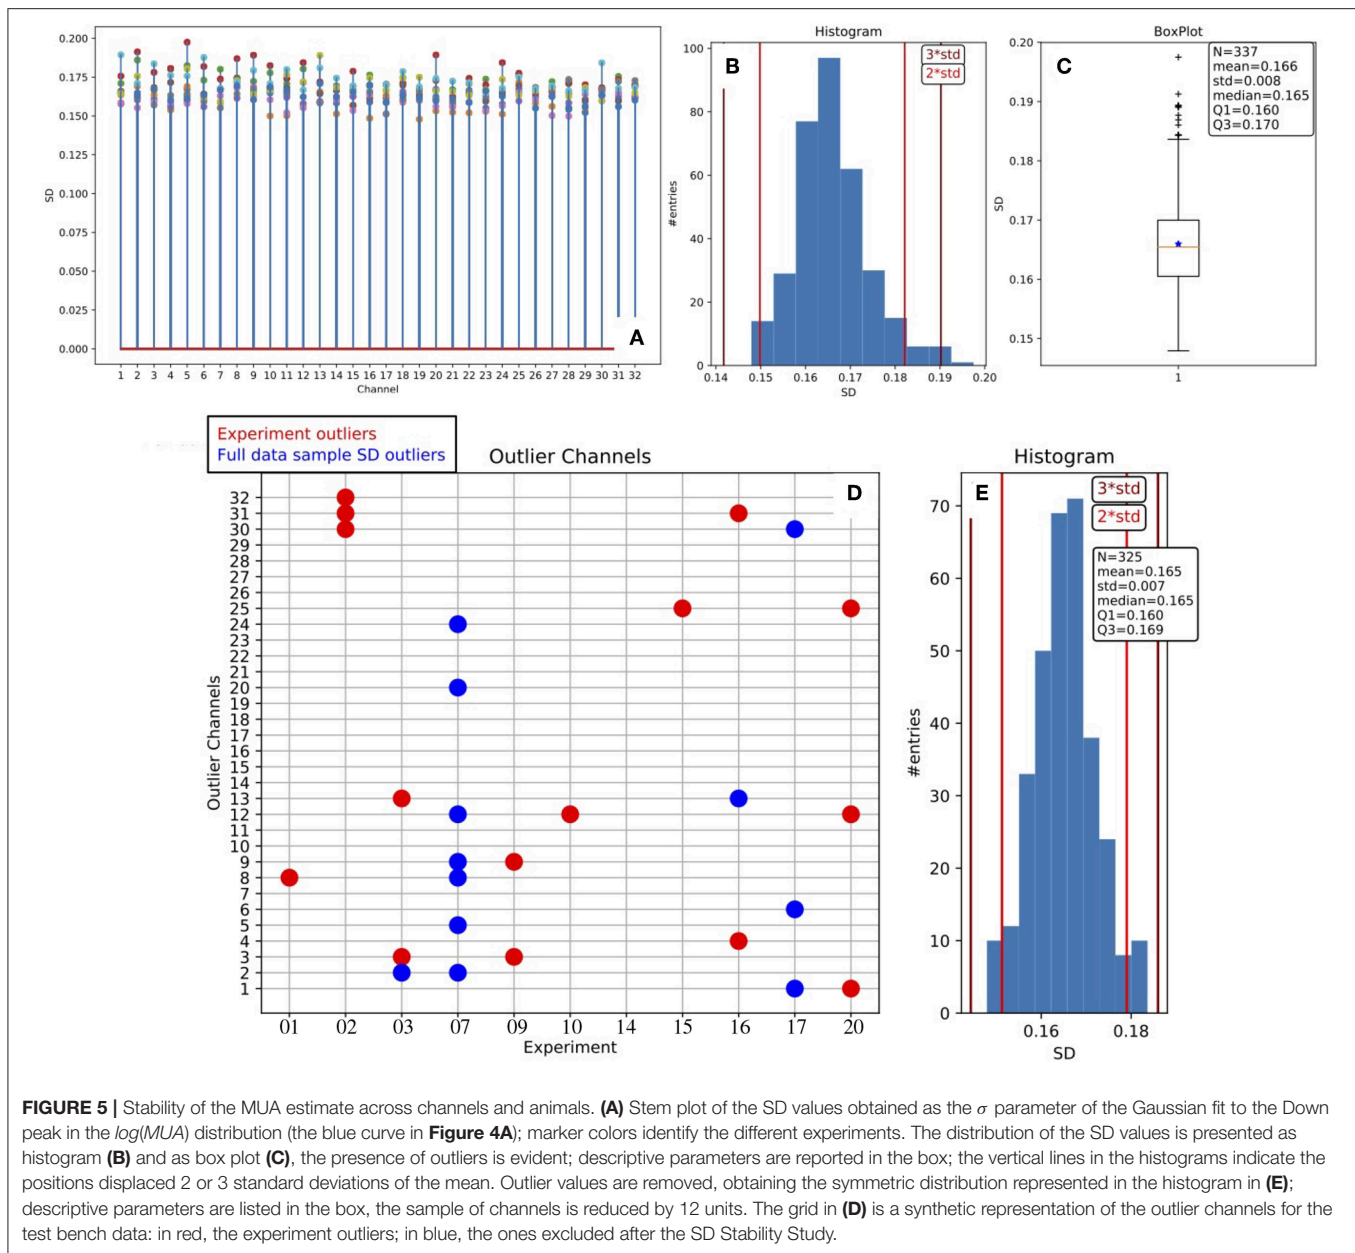 0.200
0.175
0.150
0.125
0.100
0.075
0.050
0.025
0.000
SD
1 2 3 4 5 6 7 8 9 10 11 12 13 14 15 16 17 18 19 20 21 22 23 24 25 26 27 28 29 30 31 32
Channel
A
Histogram
B
3*std
2*std
100
80
60
40
20
0
#entries
0.14 0.15 0.16 0.17 0.18 0.19 0.20
SD
BoxPlot
C
N=337
mean=0.166
std=0.008
median=0.165
Q1=0.160
Q3=0.170
0.20
0.19
0.18
0.17
0.16
0.15
SD
1
Experiment outliers
Full data sample SD outliers
Outlier Channels
D
32
31
30
29
28
27
26
25
24
23
22
21
20
19
18
17
16
15
14
13
12
11
10
9
8
7
6
5
4
3
2
1
Outlier Channels
01 02 03 07 09 10 14 15 16 17 20
Experiment
Histogram
E
3*std
2*std
N=325
mean=0.165
std=0.007
median=0.165
Q1=0.160
Q3=0.169
70
60
50
40
30
20
10
0
#entries
0.16 0.18
SD
FIGURE 5 | Stability of the MUA estimate across channels and animals. (A) Stem plot of the SD values obtained as the σ parameter of the Gaussian fit to the Down
peak in the log(MUA) distribution (the blue curve in Figure 4A); marker colors identify the different experiments. The distribution of the SD values is presented as
histogram (B) and as box plot (C), the presence of outliers is evident; descriptive parameters are reported in the box; the vertical lines in the histograms indicate the
positions displaced 2 or 3 standard deviations of the mean. Outlier values are removed, obtaining the symmetric distribution represented in the histogram in (E);
descriptive parameters are listed in the box, the sample of channels is reduced by 12 units. The grid in (D) is a synthetic representation of the outlier channels for the
test bench data: in red, the experiment outliers; in blue, the ones excluded after the SD Stability Study.